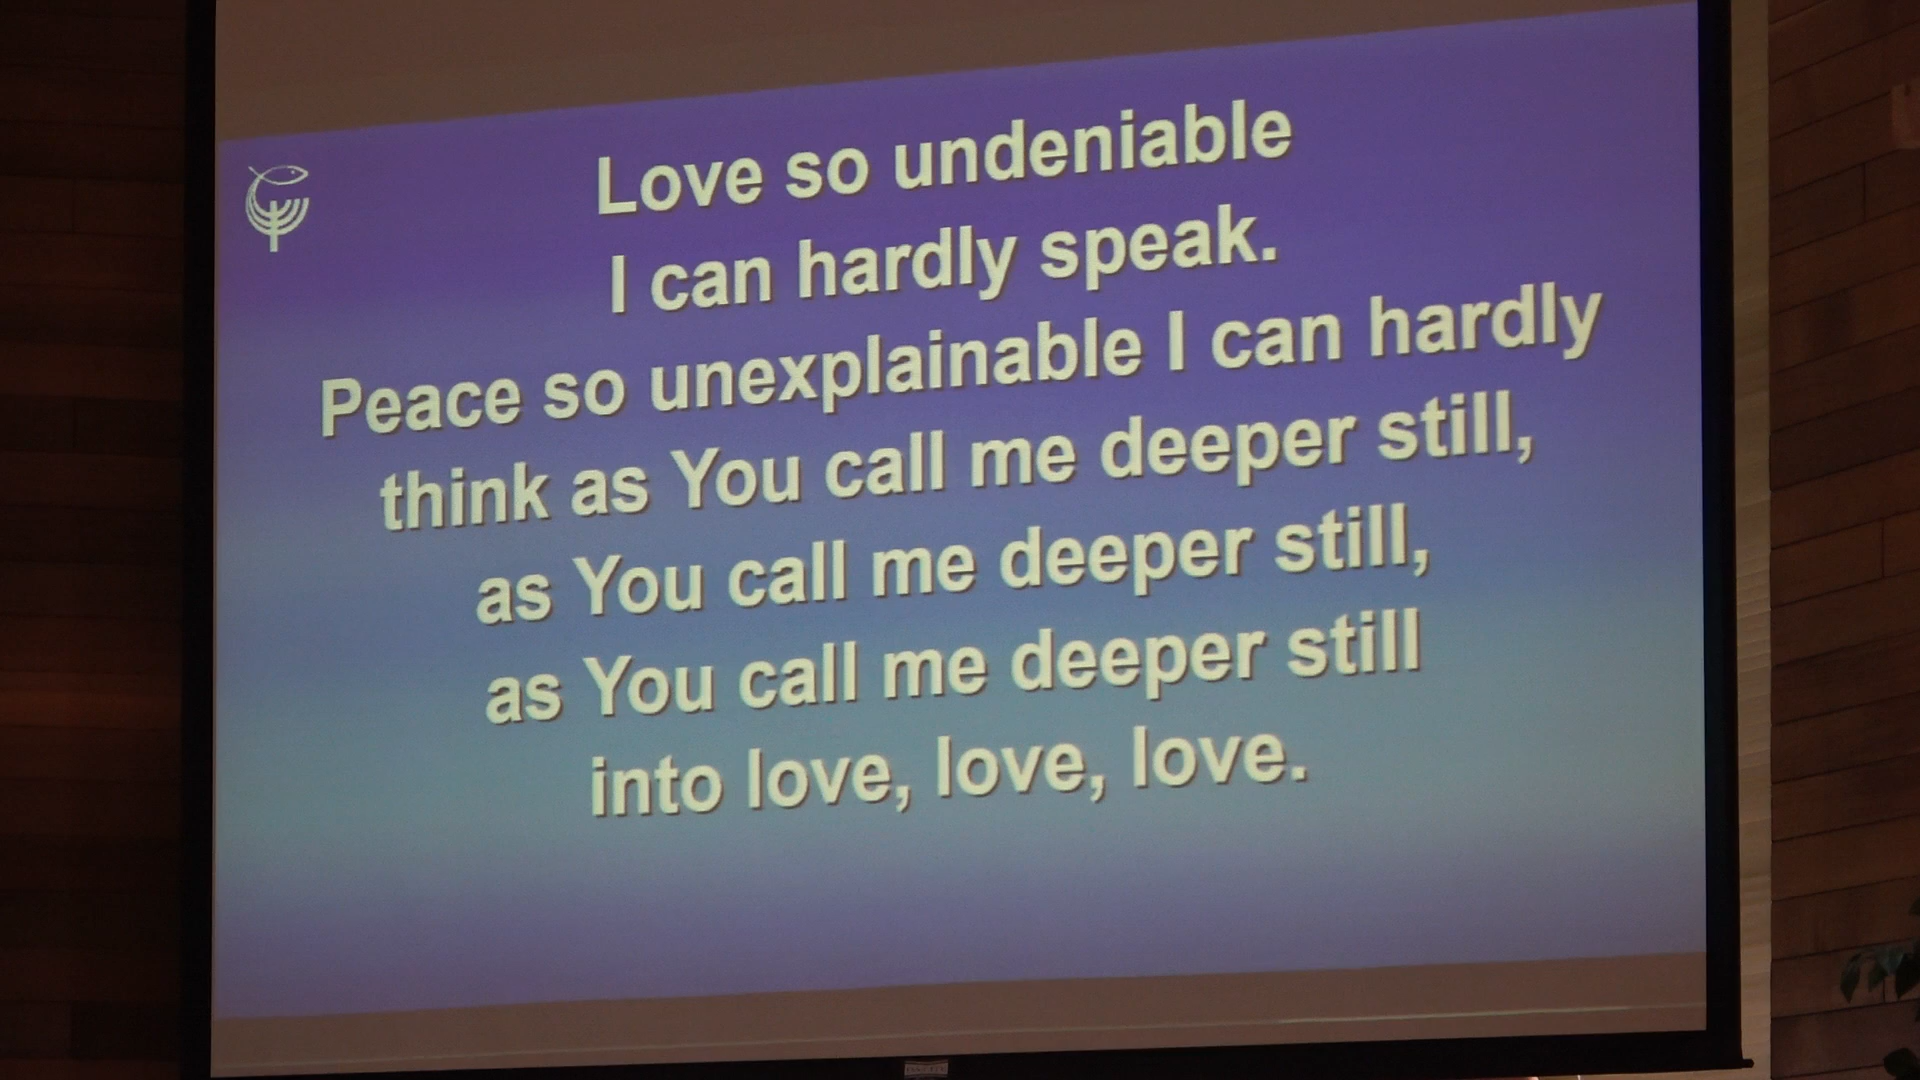 Love so undeniable
I can hardly speak.
Peace so unexplainable I can hardly
think as You call me deeper still,
as You call me deeper still,
as You call me deeper still
into love, love, love.